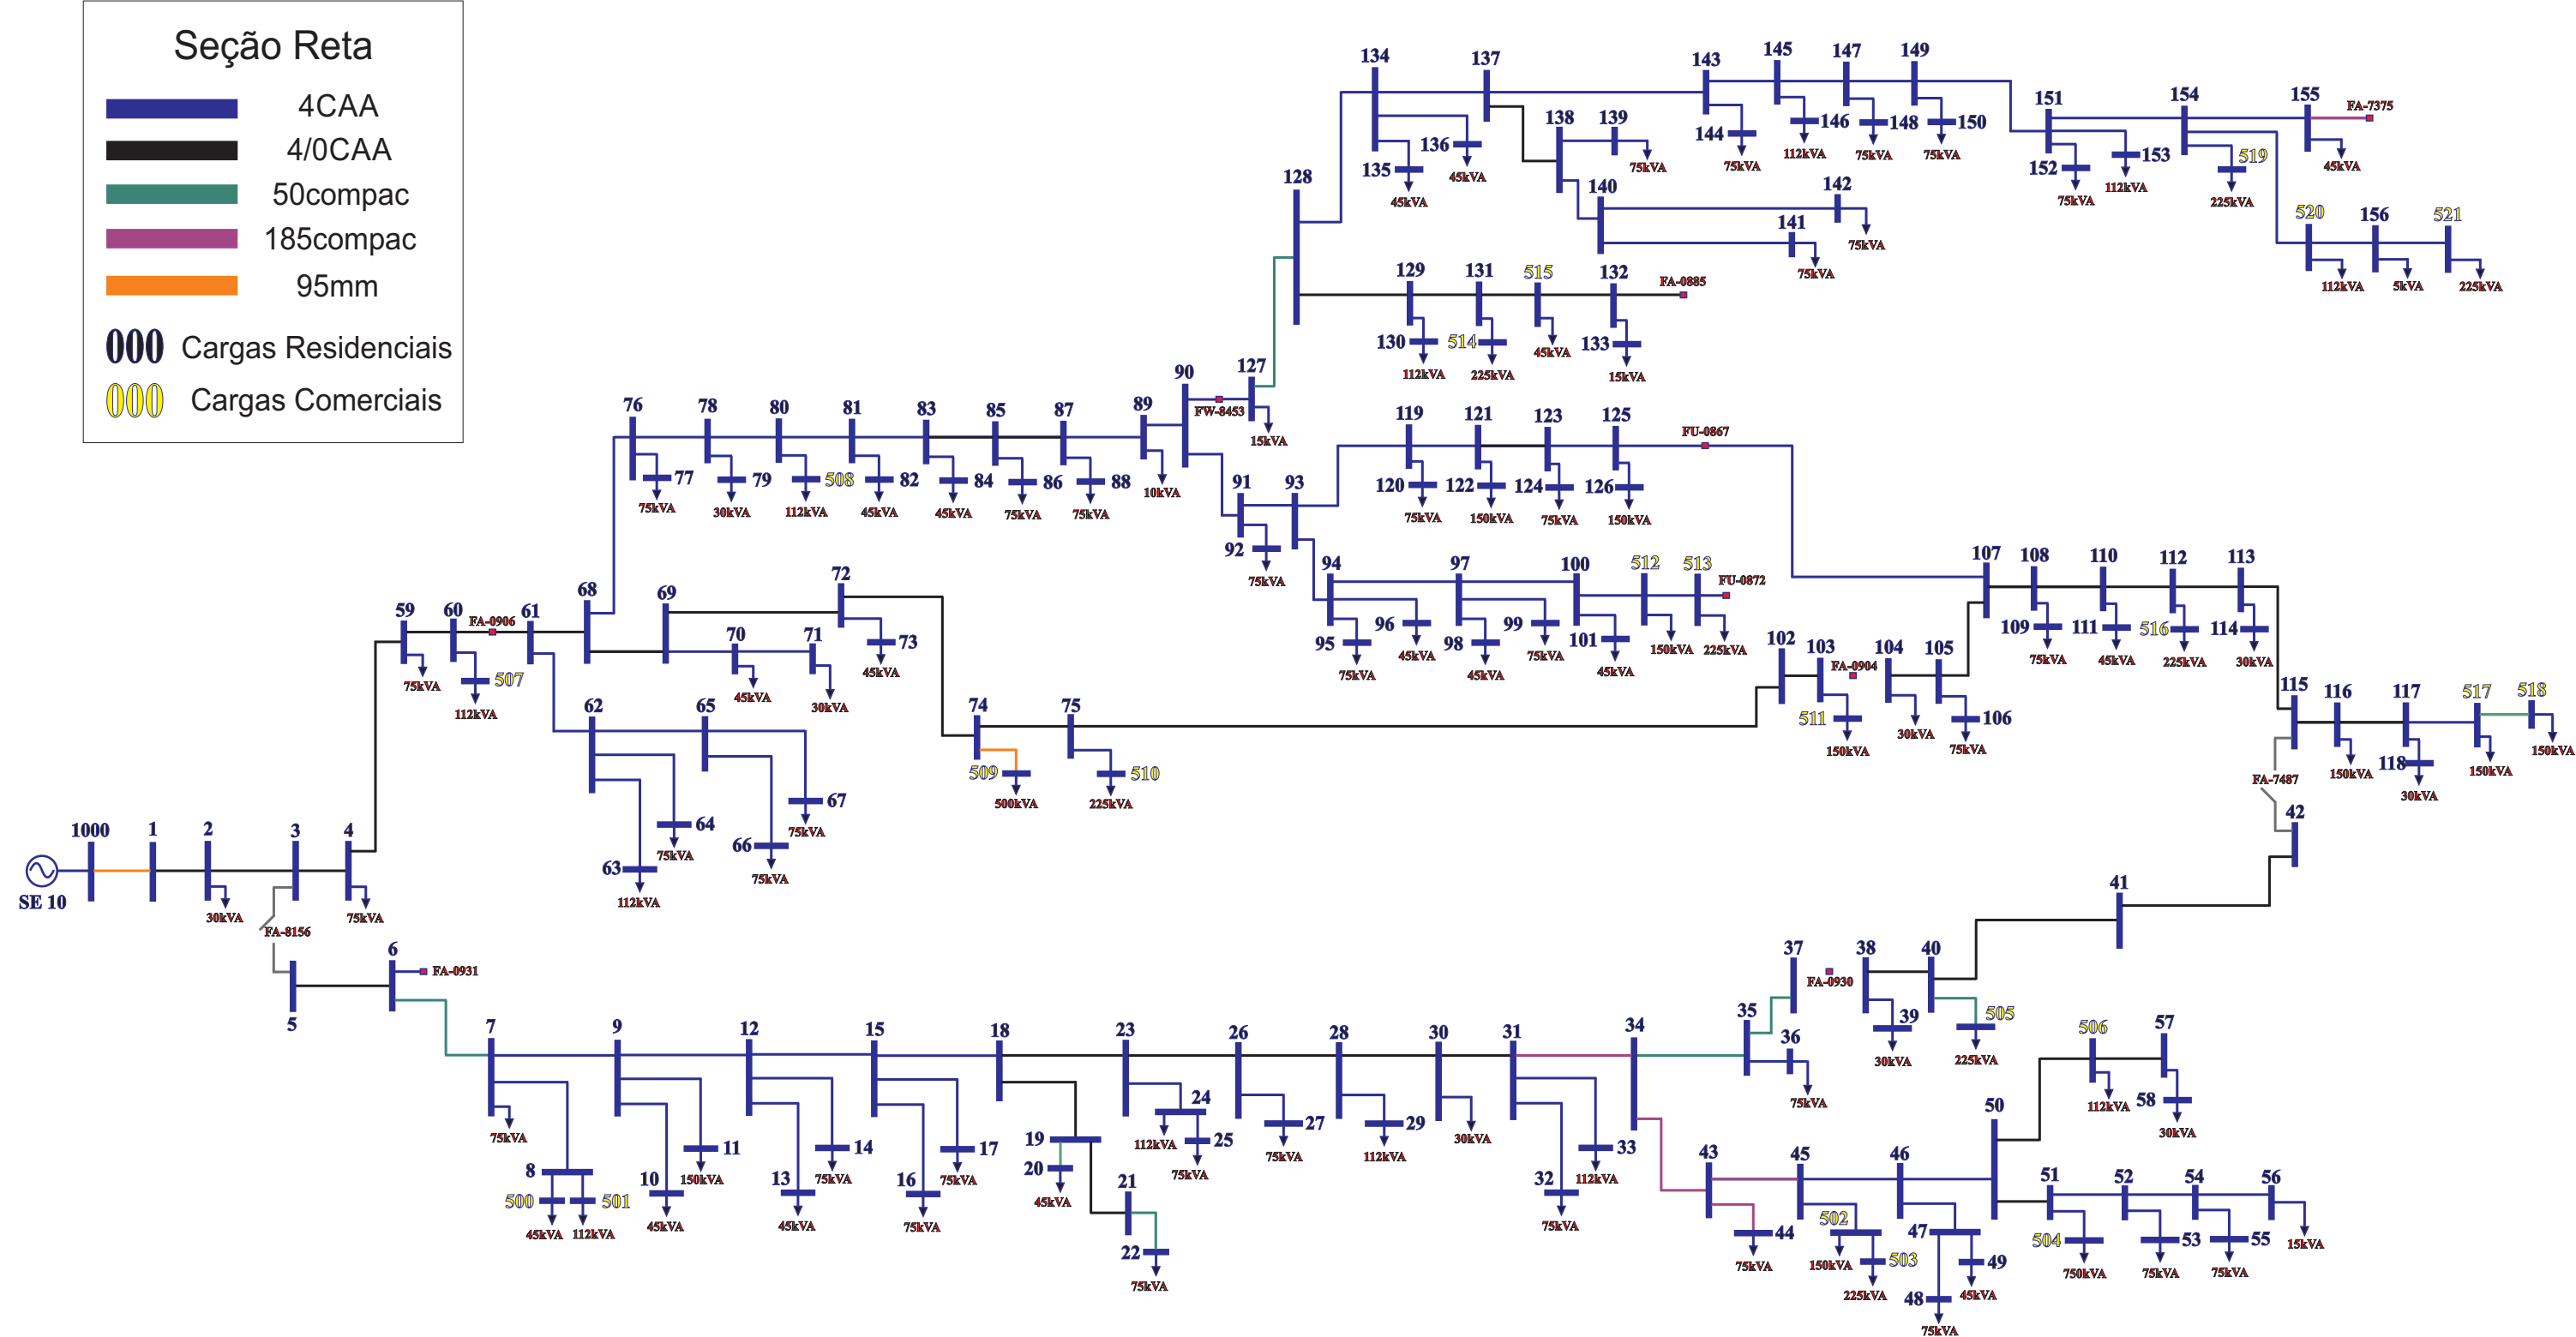 Seção Reta
4CAA
4/0CAA
50compac
185compac
95mm
000 Cargas Residenciais
000 Cargas Comerciais
134 137 143 145 147 149
151 154 155 FA-7375
138 139
136 144 146 148 150
135 152 153 519
45kVA 45kVA 75kVA 75kVA 112kVA 75kVA 75kVA 75kVA 112kVA 225kVA 45kVA
128 140 142
141 520 156 521
75kVA 75kVA 112kVA 5kVA 225kVA
129 131 515 132 FA-0885
130 514 133
112kVA 225kVA 45kVA 15kVA
90 127
FW-8453
15kVA
76 78 80 81 83 85 87 89
77 79 508 82 84 86 88
75kVA 30kVA 112kVA 45kVA 45kVA 75kVA 75kVA 10kVA
119 121 123 125 FU-0867
120 122 124 126
75kVA 150kVA 75kVA 150kVA
91 93
92
75kVA
94 97 100 512 513 FU-0872
95 96 98 99 101
75kVA 45kVA 45kVA 75kVA 45kVA 150kVA 225kVA
107 108 110 112 113
109 111 516 114
75kVA 45kVA 225kVA 30kVA
59 60 FA-0906 61 68 69 72
70 71 73
507
75kVA 112kVA 45kVA 30kVA 45kVA
102 103 FA-0904 104 105
511 106
150kVA 30kVA 75kVA
62 65 74 75
67 509 510
64 66 63
75kVA 75kVA 75kVA 112kVA 500kVA 225kVA
115 116 117 517 518
118
FA-7487
150kVA 30kVA 150kVA 150kVA
42
1000 1 2 3 4
SE 10
30kVA 75kVA
FA-8156
5 6 FA-0931
41
37 38 40
FA-0930
39 505
30kVA 225kVA
7 9 12 15 18 23 26 28 30 31 34 35
36
75kVA
8 10 11 13 14 16 17 19 20 24 25 27 29 32 33
500 501
75kVA 45kVA 112kVA 45kVA 150kVA 45kVA 75kVA 75kVA 75kVA 45kVA 112kVA 75kVA 75kVA 112kVA 30kVA 75kVA 112kVA
21
22
75kVA
506 57
58
112kVA 30kVA
43 45 46 50 51 52 54 56
44 502 503 47 48 49 504 53 55
75kVA 150kVA 225kVA 75kVA 45kVA 750kVA 75kVA 75kVA 15kVA